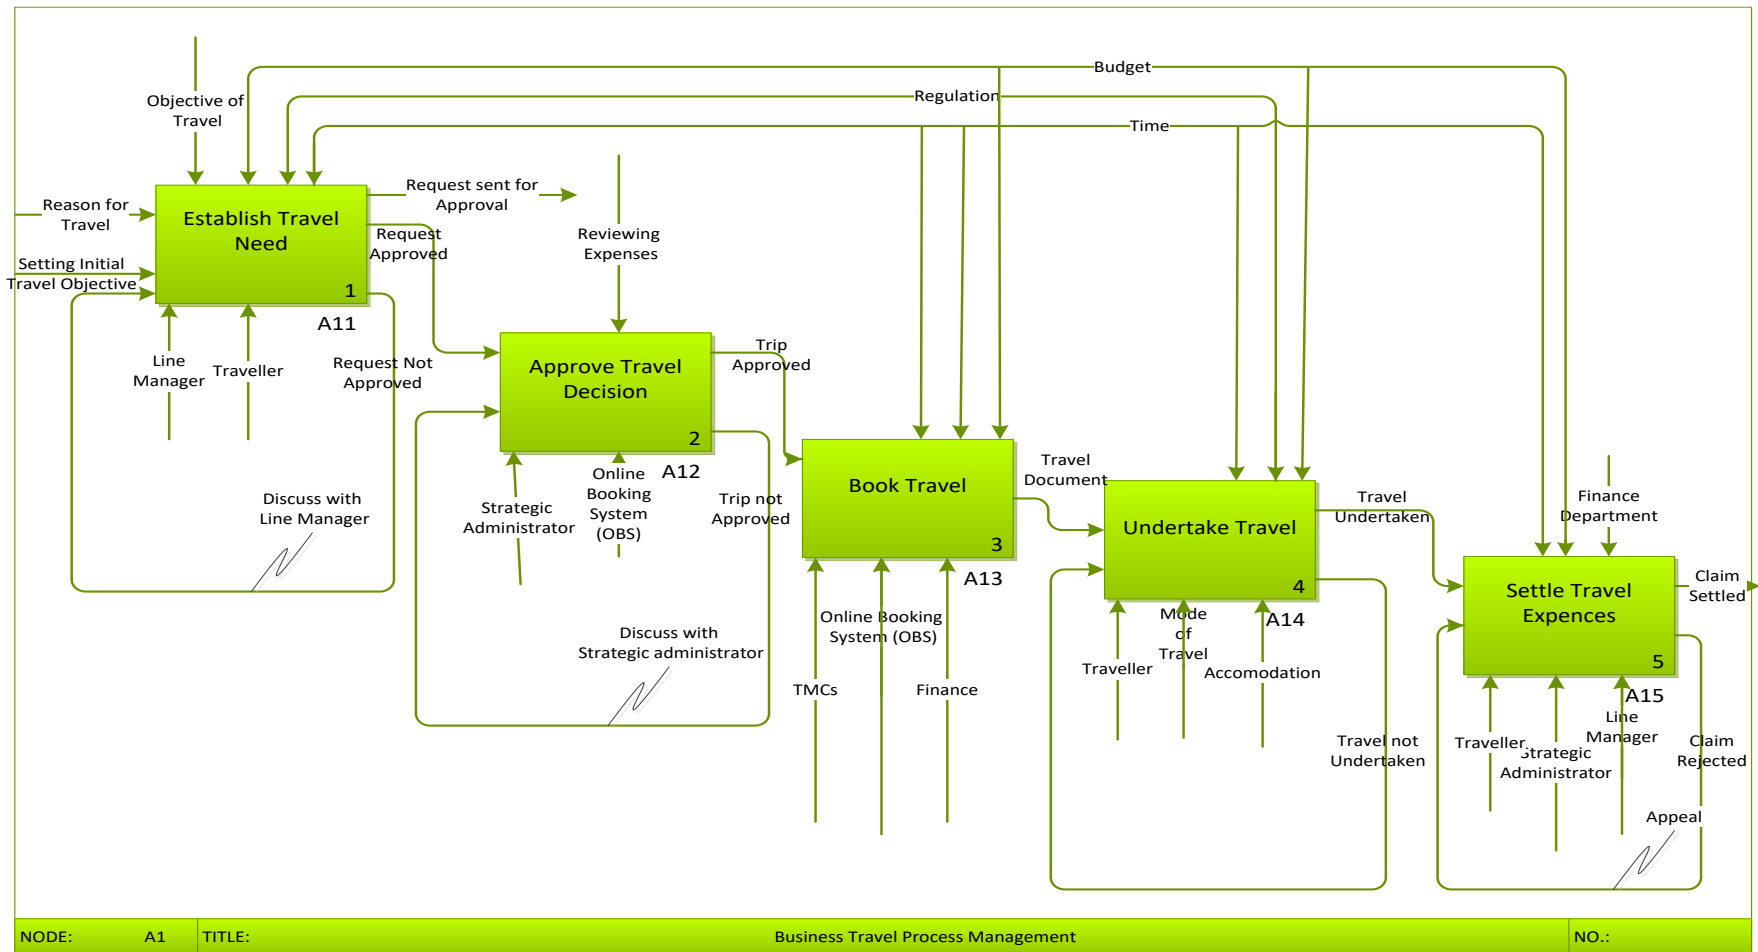 Budget
Regulation
Time
Objective of
Travel
Reason for
Travel
Setting Initial
Travel Objective
Establish Travel
Need
1
A11
Request sent for
Approval
Request
Approved
Request Not
Approved
Line
Manager
Traveller
Discuss with
Line Manager
Reviewing
Expenses
Approve Travel
Decision
2
A12
Trip
Approved
Trip not
Approved
Strategic
Administrator
Online
Booking
System
(OBS)
Discuss with
Strategic administrator
Book Travel
3
A13
Travel
Document
TMCs
Online Booking
System (OBS)
Finance
Undertake Travel
4
A14
Travel
Undertaken
Travel not
Undertaken
Traveller
Mode
of
Travel
Accomodation
Finance
Department
Settle Travel
Expences
5
A15
Claim
Settled
Claim
Rejected
Traveller
Strategic
Administrator
Line
Manager
Appeal
NODE: A1 TITLE: Business Travel Process Management NO.: